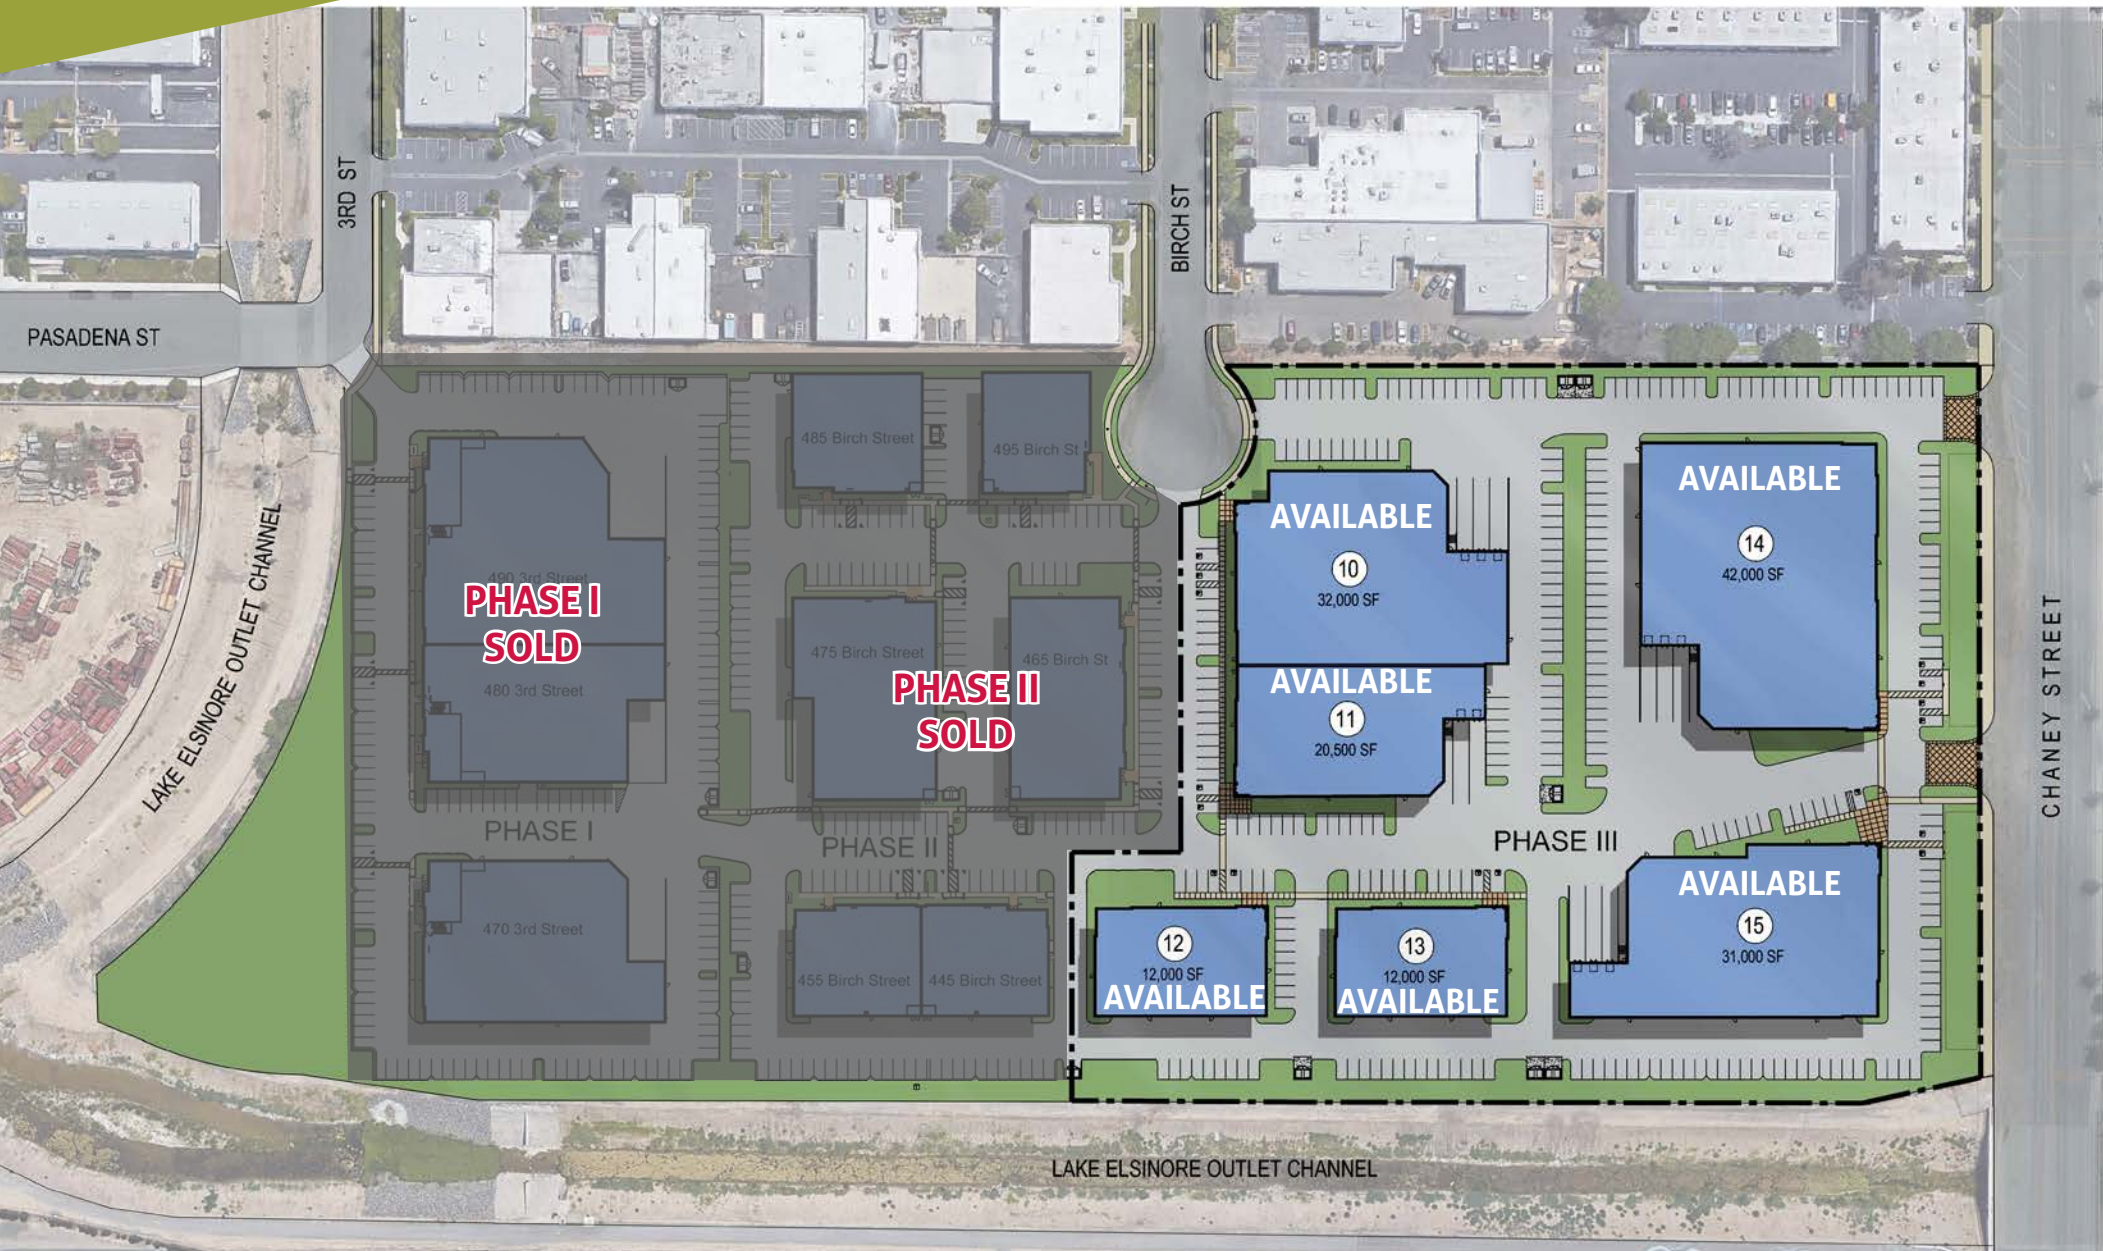 3RD ST
BIRCH ST
PASADENA ST
LAKE ELSINORE OUTLET CHANNEL
485 Birch Street
495 Birch St
490 3rd Street
PHASE I
SOLD
480 3rd Street
475 Birch Street
465 Birch St
PHASE II
SOLD
AVAILABLE
10
32,000 SF
AVAILABLE
11
20,500 SF
AVAILABLE
14
42,000 SF
CHANEY STREET
PHASE I
PHASE II
PHASE III
470 3rd Street
455 Birch Street
445 Birch Street
12
12,000 SF
AVAILABLE
13
12,000 SF
AVAILABLE
AVAILABLE
15
31,000 SF
LAKE ELSINORE OUTLET CHANNEL